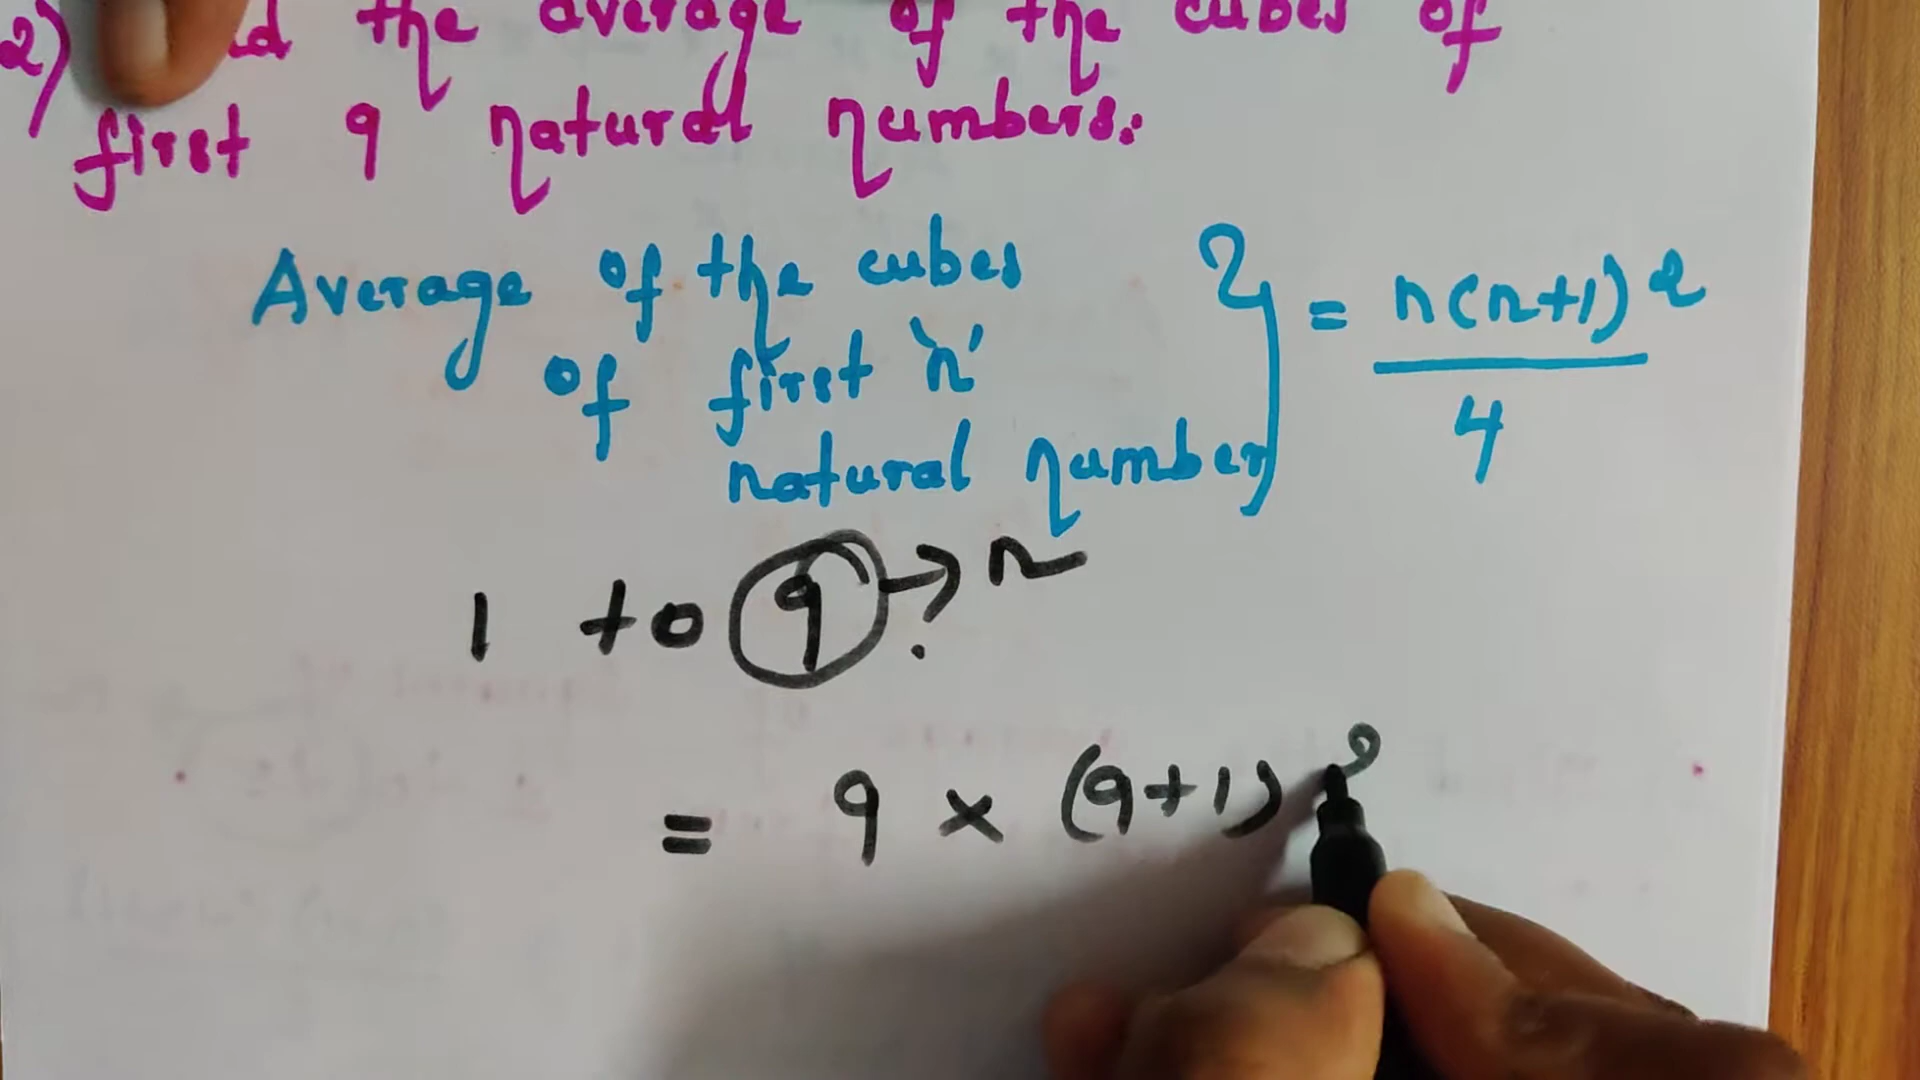 2) the average of the cubes of
first 9 natural numbers.
Average of the cubes
of first 'n'
natural number
= n(n+1)²
4
1 to 9 → n
= 9 × (9+1)